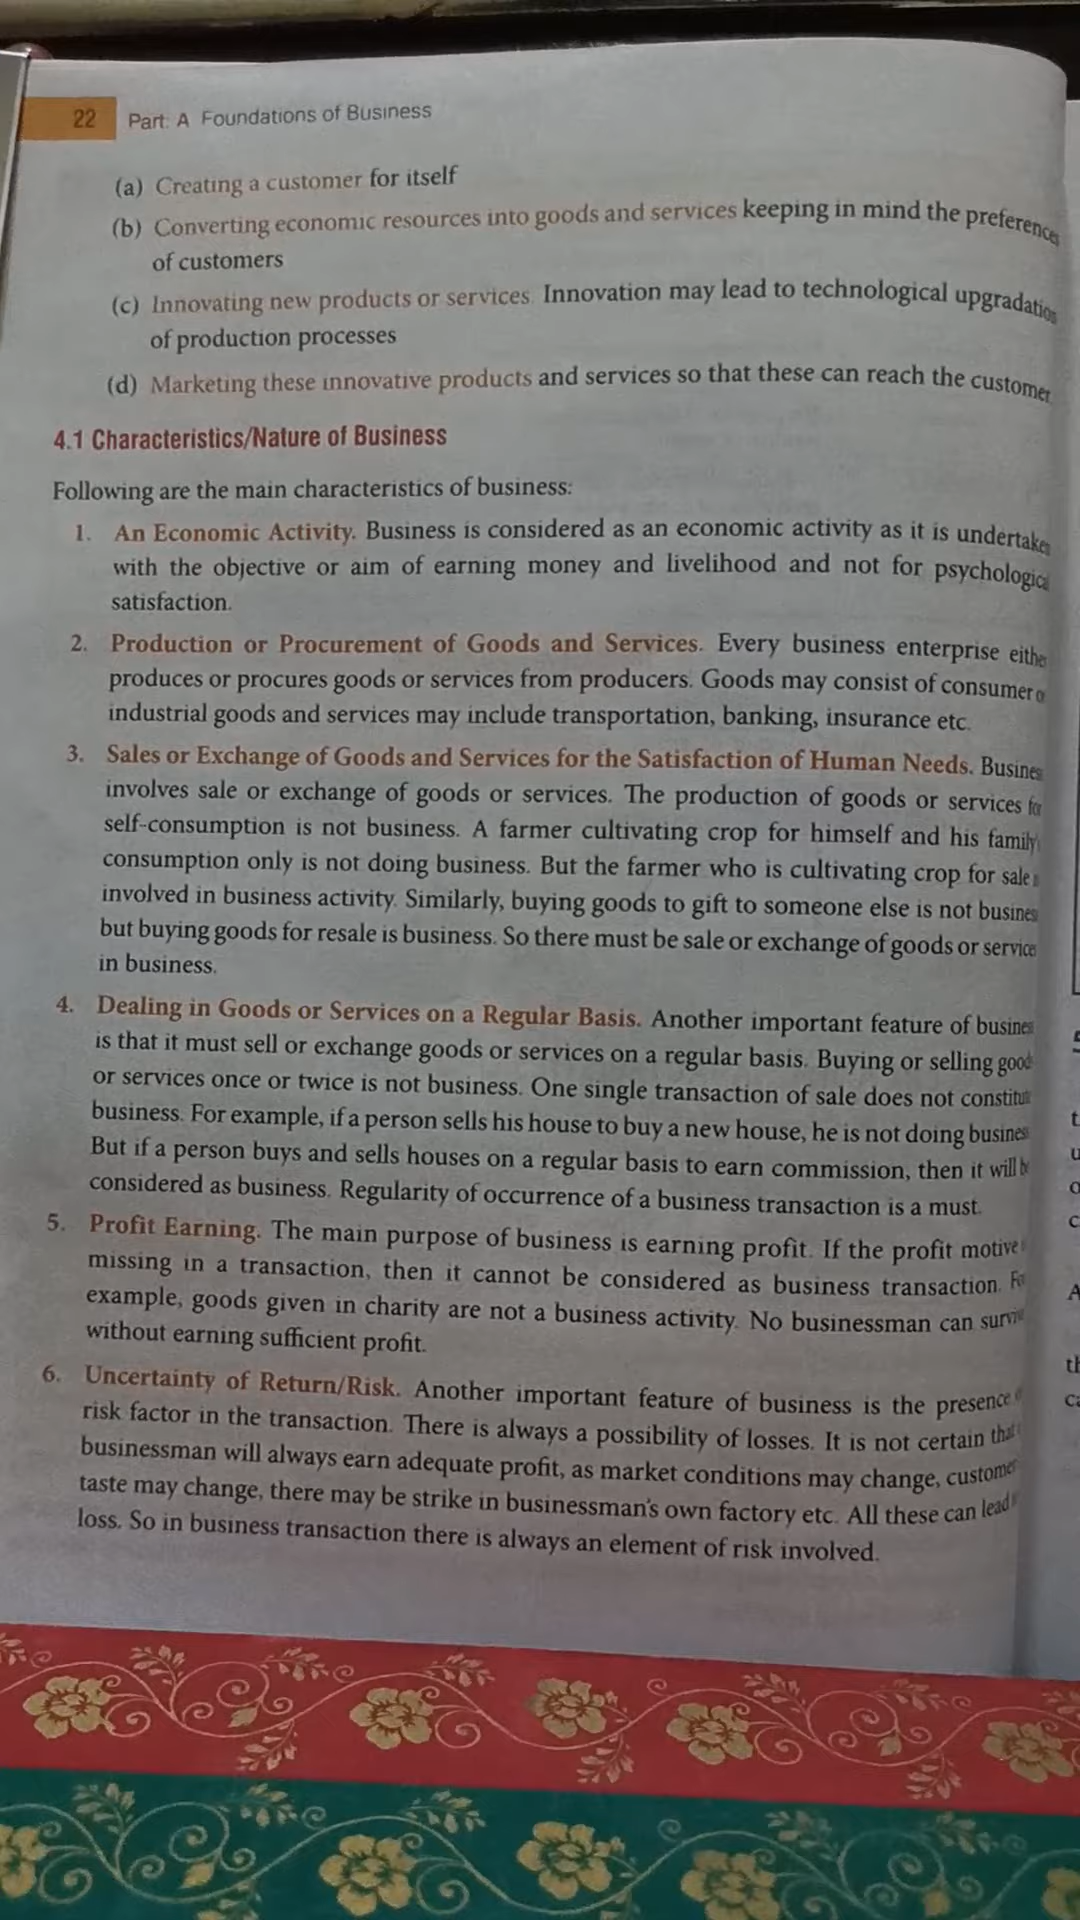 22 Part: A Foundations of Business
(a) Creating a customer for itself
(b) Converting economic resources into goods and services keeping in mind the preferences
of customers
(c) Innovating new products or services. Innovation may lead to technological upgradation
of production processes
(d) Marketing these innovative products and services so that these can reach the customer.
4.1 Characteristics/Nature of Business
Following are the main characteristics of business:
1. An Economic Activity. Business is considered as an economic activity as it is undertaken
with the objective or aim of earning money and livelihood and not for psychological
satisfaction.
2. Production or Procurement of Goods and Services. Every business enterprise either
produces or procures goods or services from producers. Goods may consist of consumer or
industrial goods and services may include transportation, banking, insurance etc.
3. Sales or Exchange of Goods and Services for the Satisfaction of Human Needs. Business
involves sale or exchange of goods or services. The production of goods or services for
self-consumption is not business. A farmer cultivating crop for himself and his family's
consumption only is not doing business. But the farmer who is cultivating crop for sale
involved in business activity. Similarly, buying goods to gift to someone else is not business
but buying goods for resale is business. So there must be sale or exchange of goods or services
in business.
4. Dealing in Goods or Services on a Regular Basis. Another important feature of business
is that it must sell or exchange goods or services on a regular basis. Buying or selling goods
or services once or twice is not business. One single transaction of sale does not constitute
business. For example, if a person sells his house to buy a new house, he is not doing business.
But if a person buys and sells houses on a regular basis to earn commission, then it will be
considered as business. Regularity of occurrence of a business transaction is a must.
5. Profit Earning. The main purpose of business is earning profit. If the profit motive
missing in a transaction, then it cannot be considered as business transaction. For
example, goods given in charity are not a business activity. No businessman can survive
without earning sufficient profit.
6. Uncertainty of Return/Risk. Another important feature of business is the presence
risk factor in the transaction. There is always a possibility of losses. It is not certain that
businessman will always earn adequate profit, as market conditions may change, customer
taste may change, there may be strike in businessman's own factory etc. All these can lead
loss. So in business transaction there is always an element of risk involved.